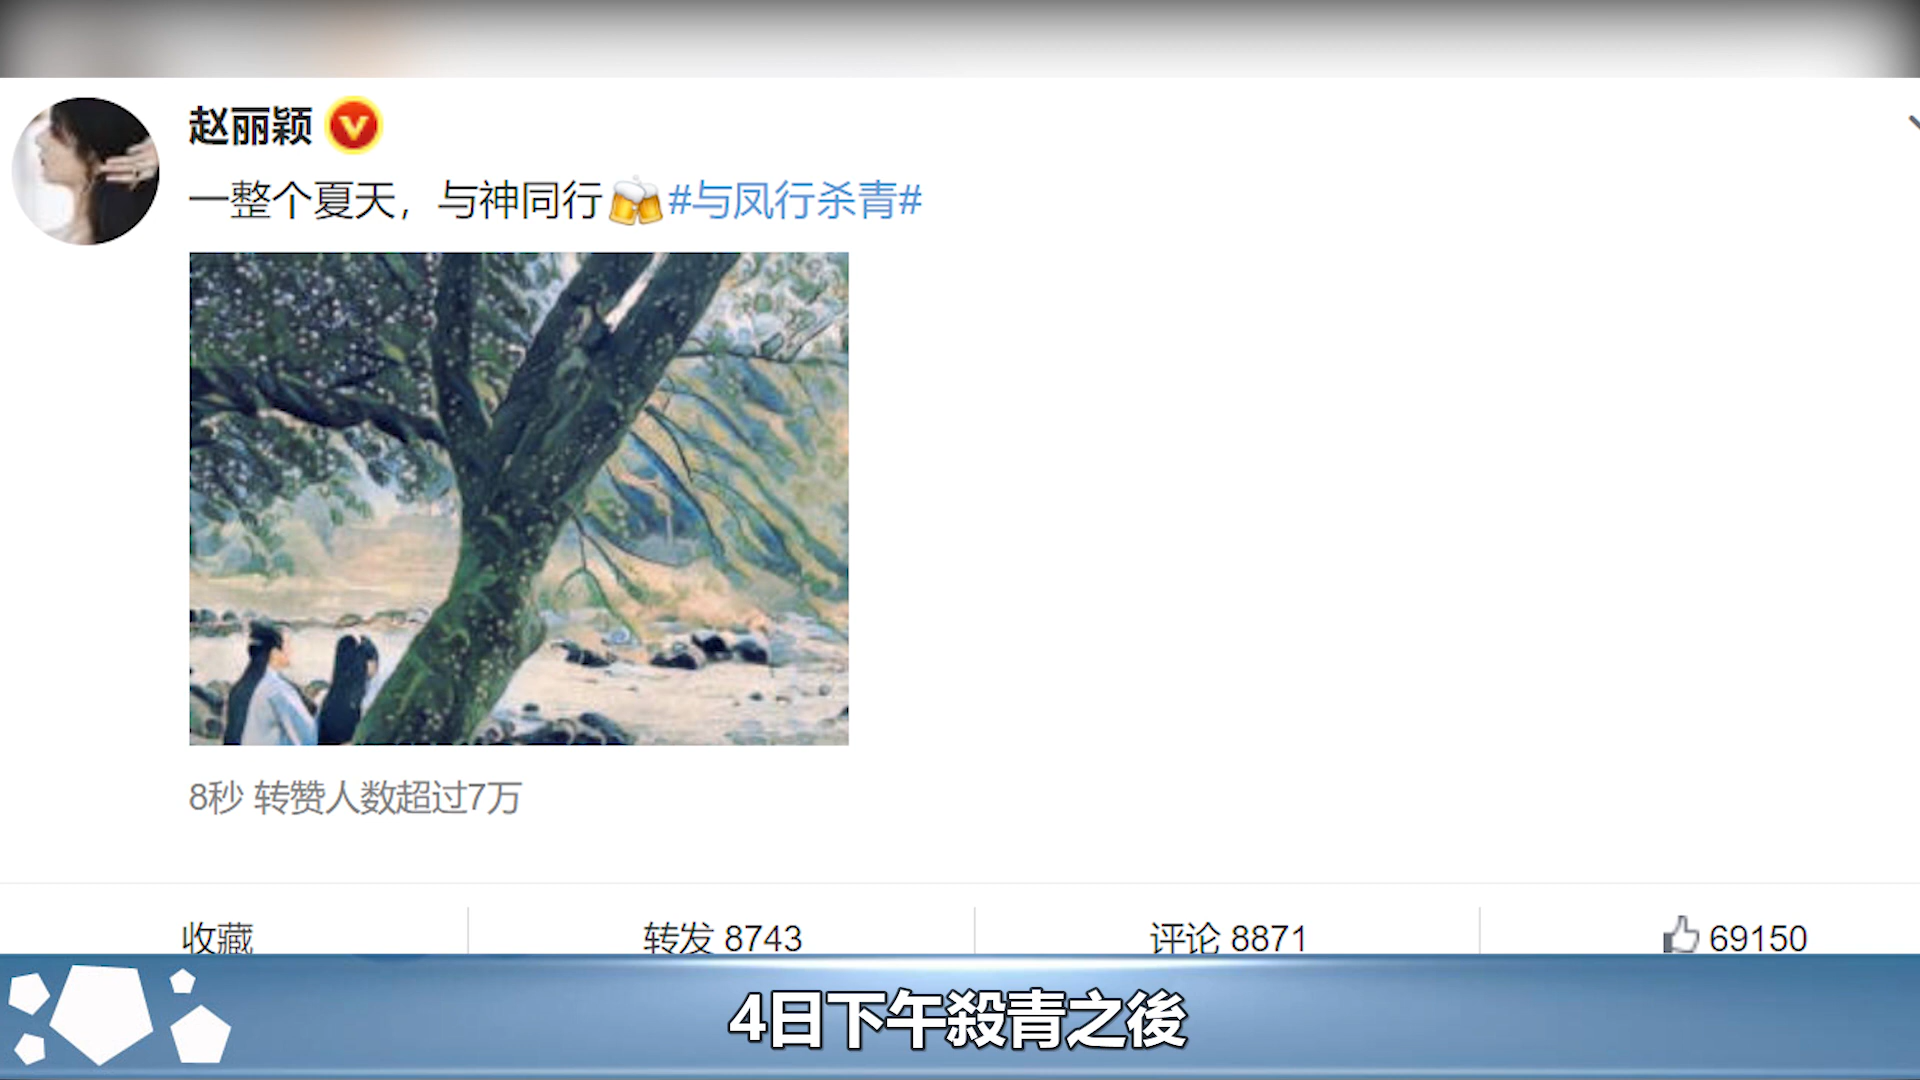 赵丽颖
一整个夏天，与神同行🍻#与凤行杀青#
8秒 转赞人数超过7万
收藏
转发 8743
评论 8871
69150
4日下午殺青之後